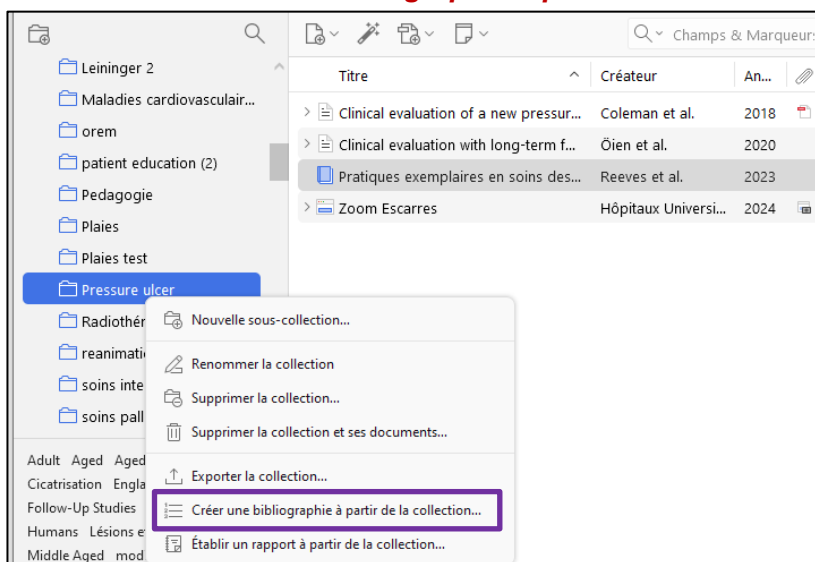 Champs & Marqueurs
Leininger 2
Maladies cardiovasculair...
orem
patient education (2)
Pedagogie
Plaies
Plaies test
Pressure ulcer
Radiothér
reanimati
soins inte
soins pall
Titre Créateur An...
Clinical evaluation of a new pressur... Coleman et al. 2018
Clinical evaluation with long-term f... Öien et al. 2020
Pratiques exemplaires en soins des... Reeves et al. 2023
Zoom Escarres Hôpitaux Universi... 2024
Nouvelle sous-collection...
Renommer la collection
Supprimer la collection...
Supprimer la collection et ses documents...
Exporter la collection...
Créer une bibliographie à partir de la collection...
Établir un rapport à partir de la collection...
Adult Aged Aged
Cicatrisation Engla
Follow-Up Studies
Humans Lésions e
Middle Aged mod